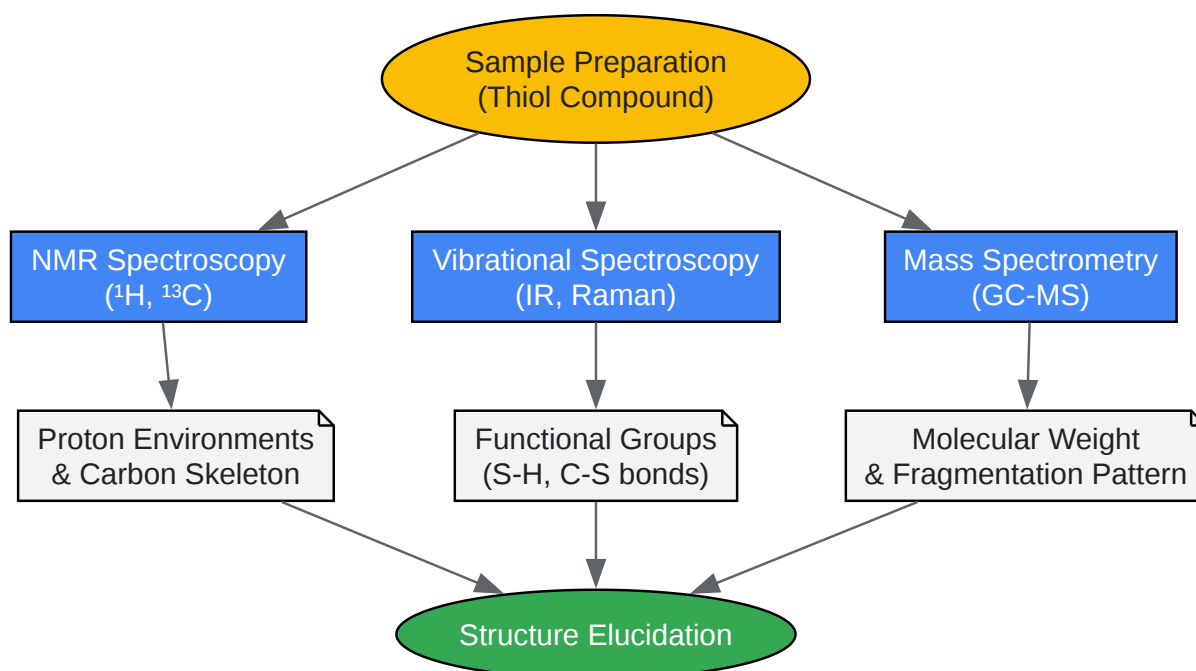 Sample Preparation
(Thiol Compound)
NMR Spectroscopy
(¹H, ¹³C)
Vibrational Spectroscopy
(IR, Raman)
Mass Spectrometry
(GC-MS)
Proton Environments
& Carbon Skeleton
Functional Groups
(S-H, C-S bonds)
Molecular Weight
& Fragmentation Pattern
Structure Elucidation